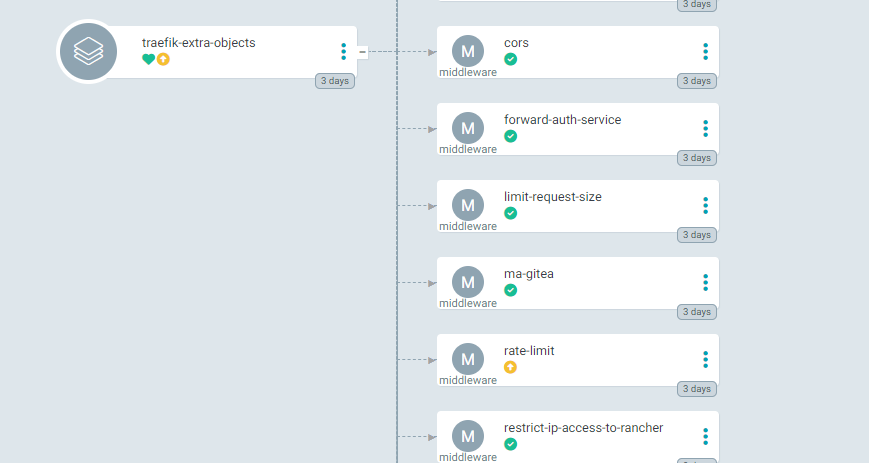 3 days
traefik-extra-objects
3 days
cors
M
middleware
3 days
forward-auth-service
M
middleware
3 days
limit-request-size
M
middleware
3 days
ma-gitea
M
middleware
3 days
rate-limit
M
middleware
3 days
restrict-ip-access-to-rancher
M
middleware